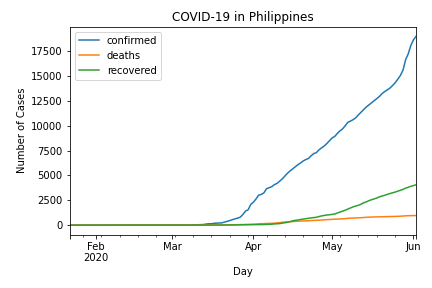 COVID-19 in Philippines
confirmed
deaths
recovered
Number of Cases
17500
15000
12500
10000
7500
5000
2500
0
Feb
2020
Mar
Apr
May
Jun
Day